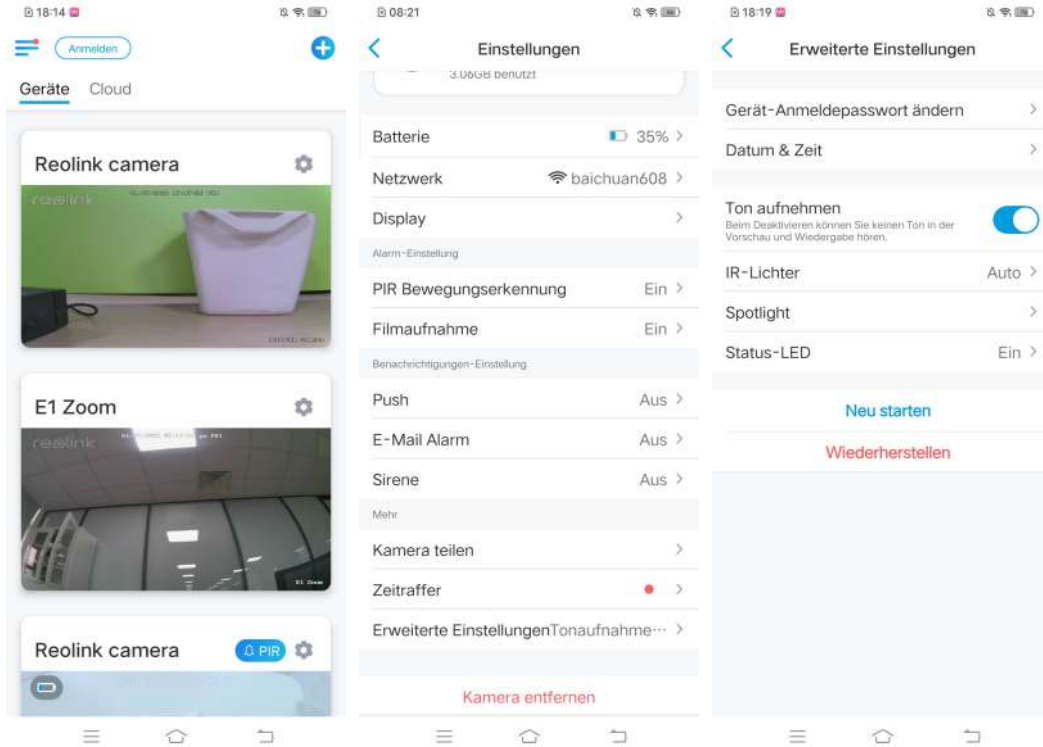 18:14
Anmelden
Geräte Cloud
Reolink camera
reolink
E1 Zoom
reolink
E1 Zoom
Reolink camera
PIR
08:21
Einstellungen
3.06GB benutzt
Batterie 35%
Netzwerk baichuan608
Display
Alarm-Einstellung
PIR Bewegungserkennung Ein
Filmaufnahme Ein
Benachrichtigungen-Einstellung
Push Aus
E-Mail Alarm Aus
Sirene Aus
Mehr
Kamera teilen
Zeitraffer
Erweiterte Einstellungen Tonaufnahme...
Kamera entfernen
18:19
Erweiterte Einstellungen
Gerät-Anmeldepasswort ändern
Datum & Zeit
Ton aufnehmen
Beim Deaktivieren können Sie keinen Ton in der
Vorschau und Wiedergabe hören.
IR-Lichter Auto
Spotlight
Status-LED Ein
Neu starten
Wiederherstellen